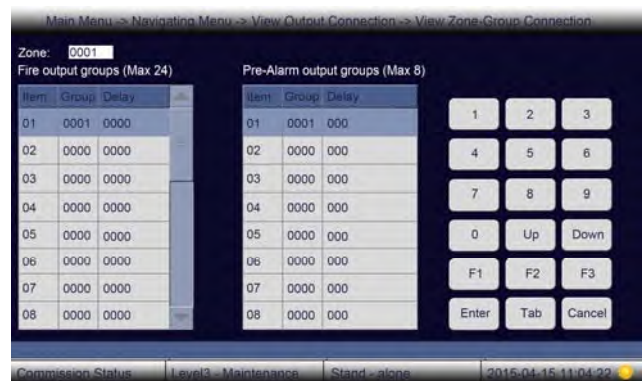 Main Menu -> Navigating Menu -> View Output Connection -> View Zone-Group Connection
Zone: 0001
Fire output groups (Max 24)
Pre-Alarm output groups (Max 8)
Item Group Delay
01 0001 0000
02 0000 0000
03 0000 0000
04 0000 0000
05 0000 0000
06 0000 0000
07 0000 0000
08 0000 0000
Item Group Delay
01 0001 000
02 0000 000
03 0000 000
04 0000 000
05 0000 000
06 0000 000
07 0000 000
08 0000 000
1 2 3
4 5 6
7 8 9
0 Up Down
F1 F2 F3
Enter Tab Cancel
Commission Status Level3 - Maintenance Stand - alone 2015-04-15 11:04:22